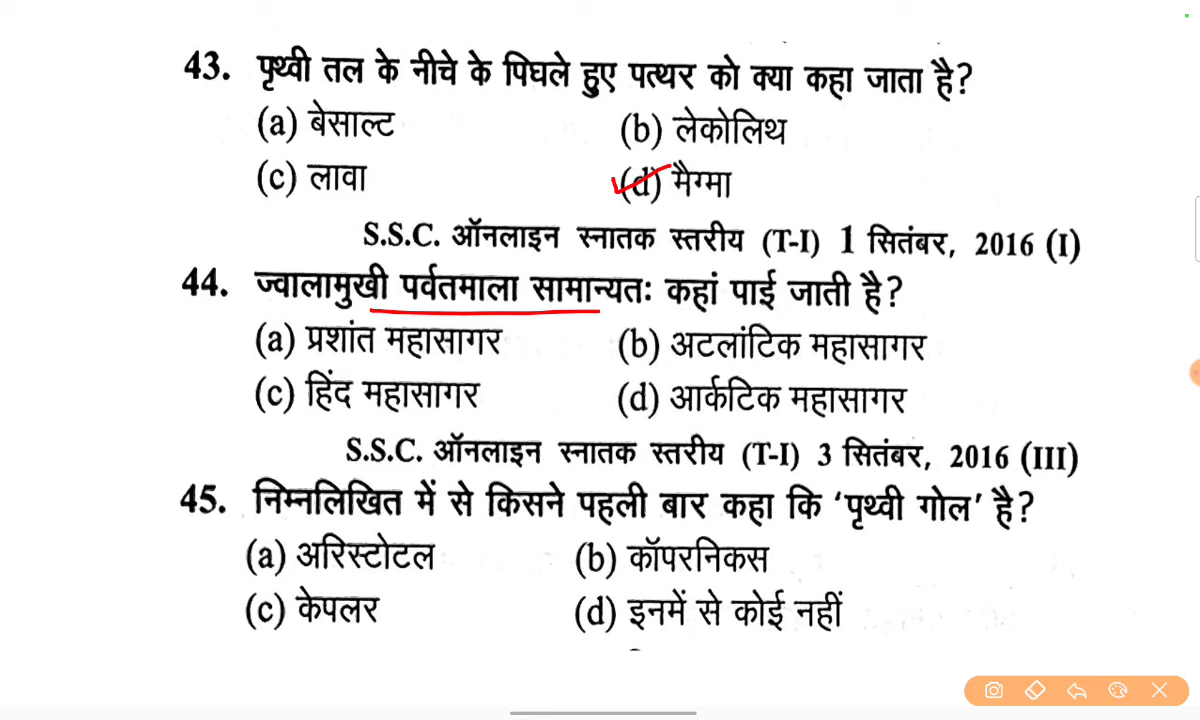 43. पृथ्वी तल के नीचे के पिघले हुए पत्थर को क्या कहा जाता है?
(a) बेसाल्ट (b) लेकोलिथ
(c) लावा (d) मैग्मा
S.S.C. ऑनलाइन स्नातक स्तरीय (T-I) 1 सितंबर, 2016 (I)
44. ज्वालामुखी पर्वतमाला सामान्यतः कहां पाई जाती है?
(a) प्रशांत महासागर (b) अटलांटिक महासागर
(c) हिंद महासागर (d) आर्कटिक महासागर
S.S.C. ऑनलाइन स्नातक स्तरीय (T-I) 3 सितंबर, 2016 (III)
45. निम्नलिखित में से किसने पहली बार कहा कि ‘पृथ्वी गोल’ है?
(a) अरिस्टोटल (b) कॉपरनिकस
(c) केपलर (d) इनमें से कोई नहीं